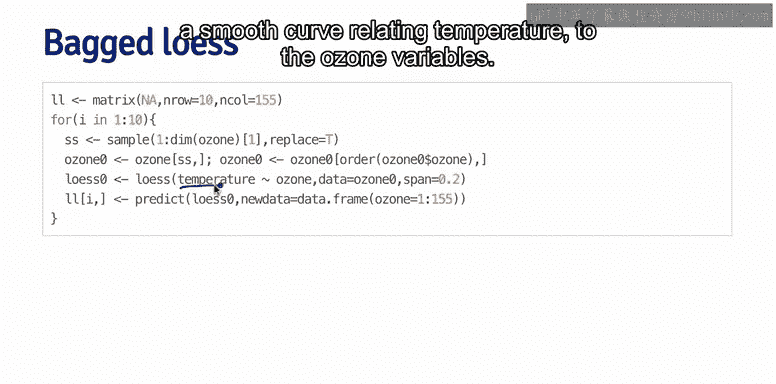 a smooth curve relating temperature, to
the ozone variables.
Bagged loess
ll <- matrix(NA,nrow=10,ncol=155)
for(i in 1:10){
ss <- sample(1:dim(ozone)[1],replace=T)
ozone0 <- ozone[ss,]; ozone0 <- ozone0[order(ozone0$ozone),]
loess0 <- loess(temperature ~ ozone,data=ozone0,span=0.2)
ll[i,] <- predict(loess0,newdata=data.frame(ozone=1:155))
}